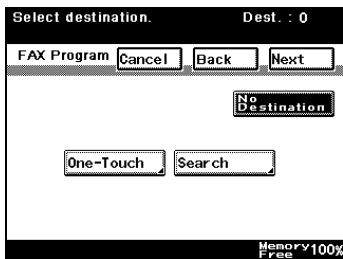 Select destination. Dest. : 0
FAX Program Cancel Back Next
No
Destination
One-Touch Search
Memory
Free 100%